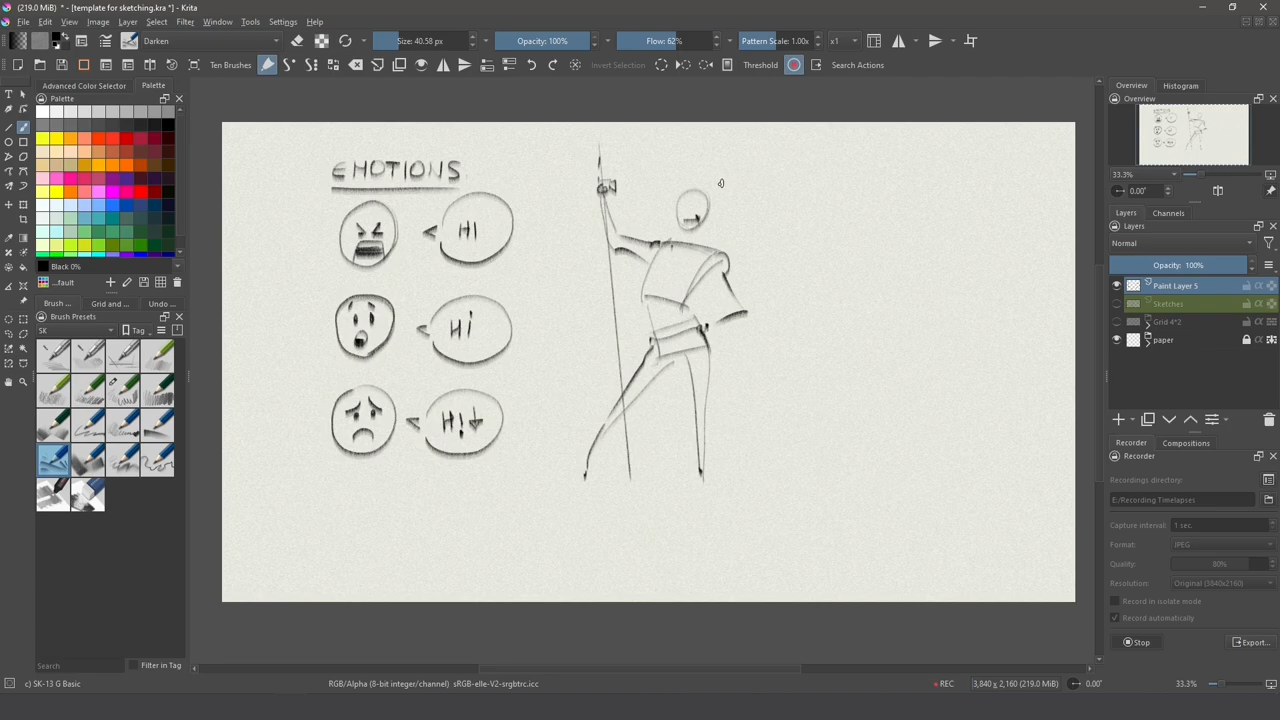 (219.0 MiB) * [template for sketching.kra *] - Krita
File Edit View Image Layer Select Filter Window Tools Settings Help
Darken Size: 40.58 px Opacity: 100% Flow: 62% Pattern Scale: 1.00x x1
Ten Brushes Invert Selection Threshold Search Actions
Advanced Color Selector Palette
Palette
Black 0%
...fault
Brush ... Grid and ... Undo ...
Brush Presets
SK Tag
Search Filter in Tag
c) SK-13 G Basic
EMOTIONS
< HI
< Hi
< H!↓
RGB/Alpha (8-bit integer/channel) sRGB-elle-V2-srgbtrc.icc
REC 3,840 x 2,160 (219.0 MiB) 0.00° 33.3%
Overview Histogram
Overview
33.3%
0.00°
Layers Channels
Layers
Normal
Opacity: 100%
Paint Layer 5
Sketches
Grid 4*2
paper
Recorder Compositions
Recorder
Recordings directory:
E:/Recording Timelapses
Capture interval: 1 sec.
Format: JPEG
Quality: 80%
Resolution: Original (3840x2160)
Record in isolate mode
Record automatically
Stop Export...